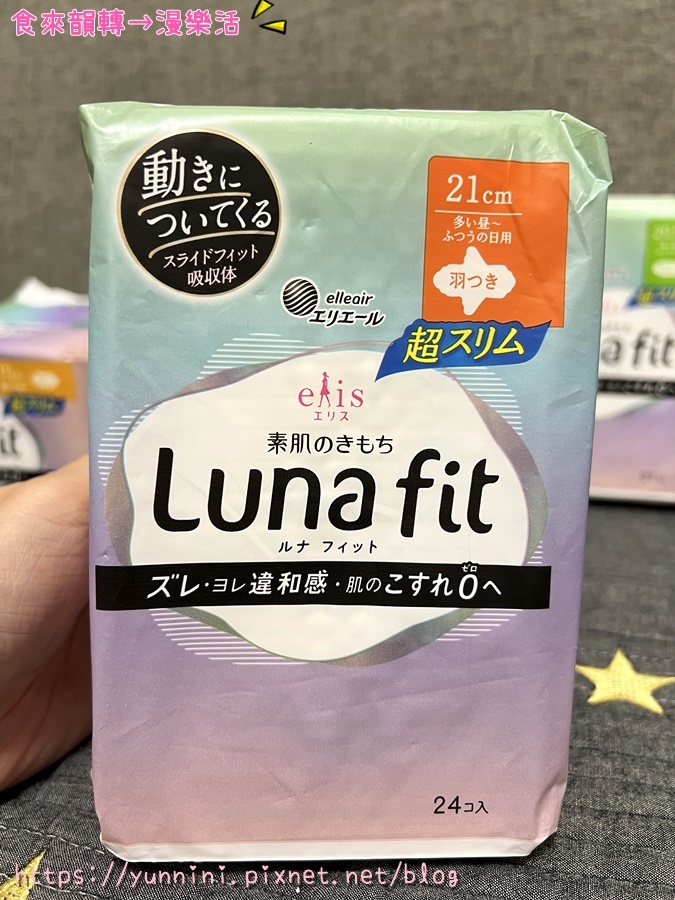 食來韻轉→漫樂活
動きに
ついてくる
スライドフィット
吸収体
21cm
多い昼～
ふつうの日用
羽つき
elleair
エリエール
超スリム
elis
エリス
素肌のきもち
Luna fit
ルナ フィット
ズレ・ヨレ違和感・肌のこすれ0へ
ゼロ
24コ入
a fit
fit
https://yunnini.pixnet.net/blog